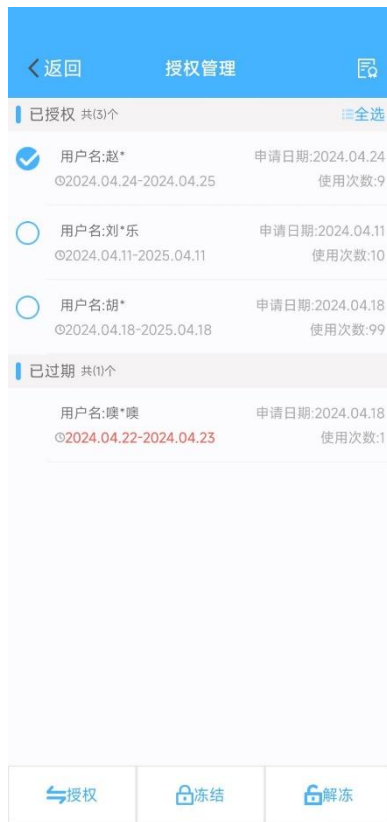 返回 授权管理
已授权 共(3)个 全选
用户名:赵* 申请日期:2024.04.24
2024.04.24-2024.04.25 使用次数:9
用户名:刘*乐 申请日期:2024.04.11
2024.04.11-2025.04.11 使用次数:10
用户名:胡* 申请日期:2024.04.18
2024.04.18-2025.04.18 使用次数:99
已过期 共(1)个
用户名:噢*噢 申请日期:2024.04.18
2024.04.22-2024.04.23 使用次数:1
授权 冻结 解冻